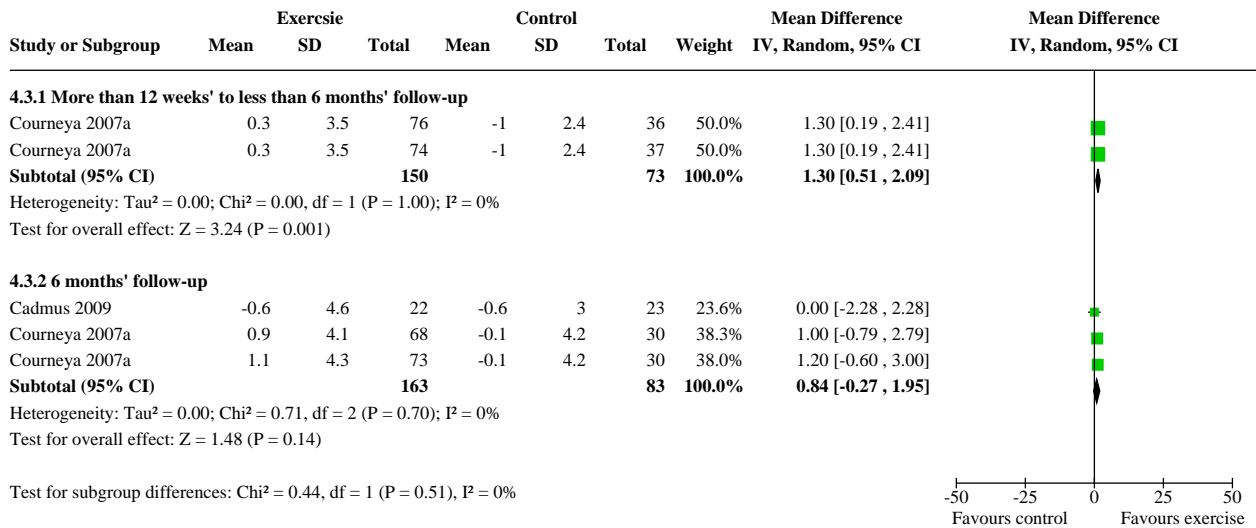 Exercsie Control Mean Difference Mean Difference
Study or Subgroup Mean SD Total Mean SD Total Weight IV, Random, 95% CI IV, Random, 95% CI
4.3.1 More than 12 weeks' to less than 6 months' follow-up
Courneya 2007a 0.3 3.5 76 -1 2.4 36 50.0% 1.30 [0.19 , 2.41]
Courneya 2007a 0.3 3.5 74 -1 2.4 37 50.0% 1.30 [0.19 , 2.41]
Subtotal (95% CI) 150 73 100.0% 1.30 [0.51 , 2.09]
Heterogeneity: Tau² = 0.00; Chi² = 0.00, df = 1 (P = 1.00); I² = 0%
Test for overall effect: Z = 3.24 (P = 0.001)
4.3.2 6 months' follow-up
Cadmus 2009 -0.6 4.6 22 -0.6 3 23 23.6% 0.00 [-2.28 , 2.28]
Courneya 2007a 0.9 4.1 68 -0.1 4.2 30 38.3% 1.00 [-0.79 , 2.79]
Courneya 2007a 1.1 4.3 73 -0.1 4.2 30 38.0% 1.20 [-0.60 , 3.00]
Subtotal (95% CI) 163 83 100.0% 0.84 [-0.27 , 1.95]
Heterogeneity: Tau² = 0.00; Chi² = 0.71, df = 2 (P = 0.70); I² = 0%
Test for overall effect: Z = 1.48 (P = 0.14)
Test for subgroup differences: Chi² = 0.44, df = 1 (P = 0.51), I² = 0%
-50 -25 0 25 50
Favours control Favours exercise